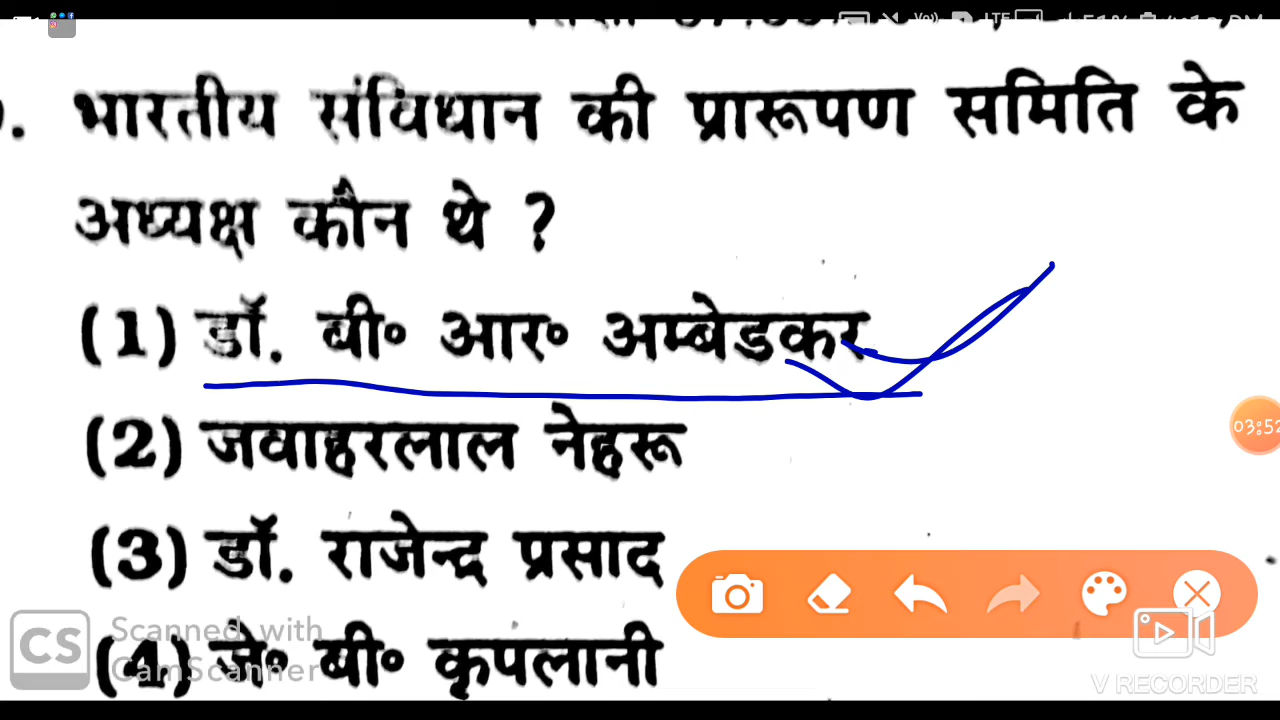 भारतीय संविधान की प्रारूपण समिति के
अध्यक्ष कौन थे ?
(1) डॉ. बी० आर० अम्बेडकर
(2) जवाहरलाल नेहरू
(3) डॉ. राजेन्द्र प्रसाद
(4) जे० बी० कृपलानी
03:52
CS Scanned with
CamScanner
V RECORDER